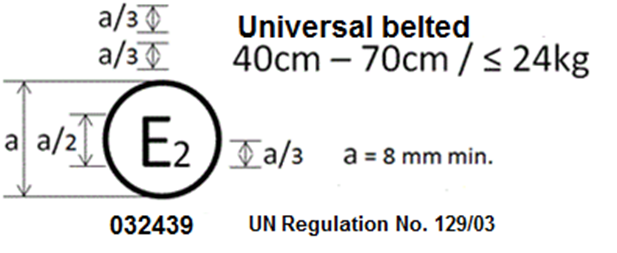 a/3 Universal belted
a/3 40cm – 70cm / ≤ 24kg
a a/2 E2 a/3 a = 8 mm min.
032439 UN Regulation No. 129/03